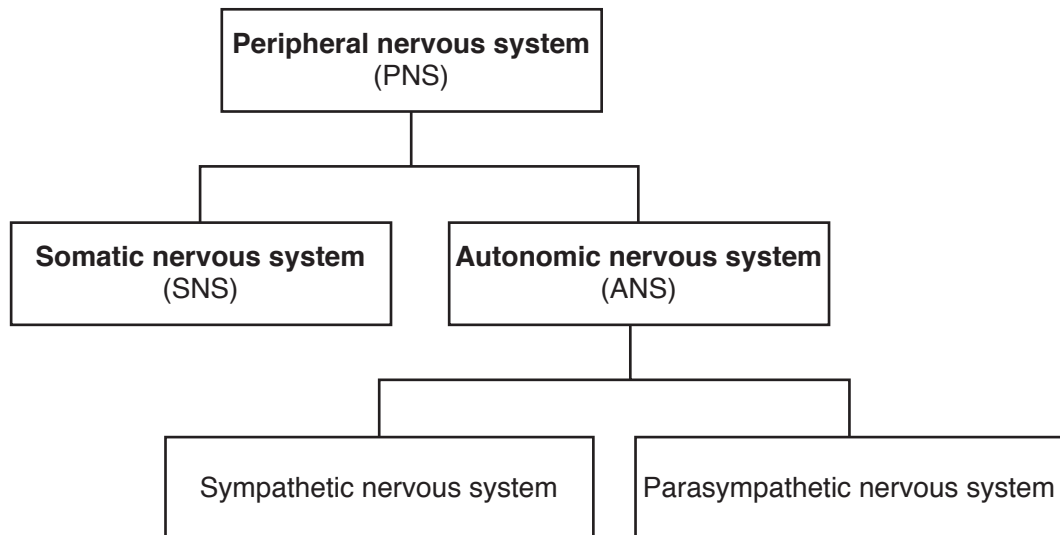 Peripheral nervous system
(PNS)
Somatic nervous system
(SNS)
Autonomic nervous system
(ANS)
Sympathetic nervous system
Parasympathetic nervous system